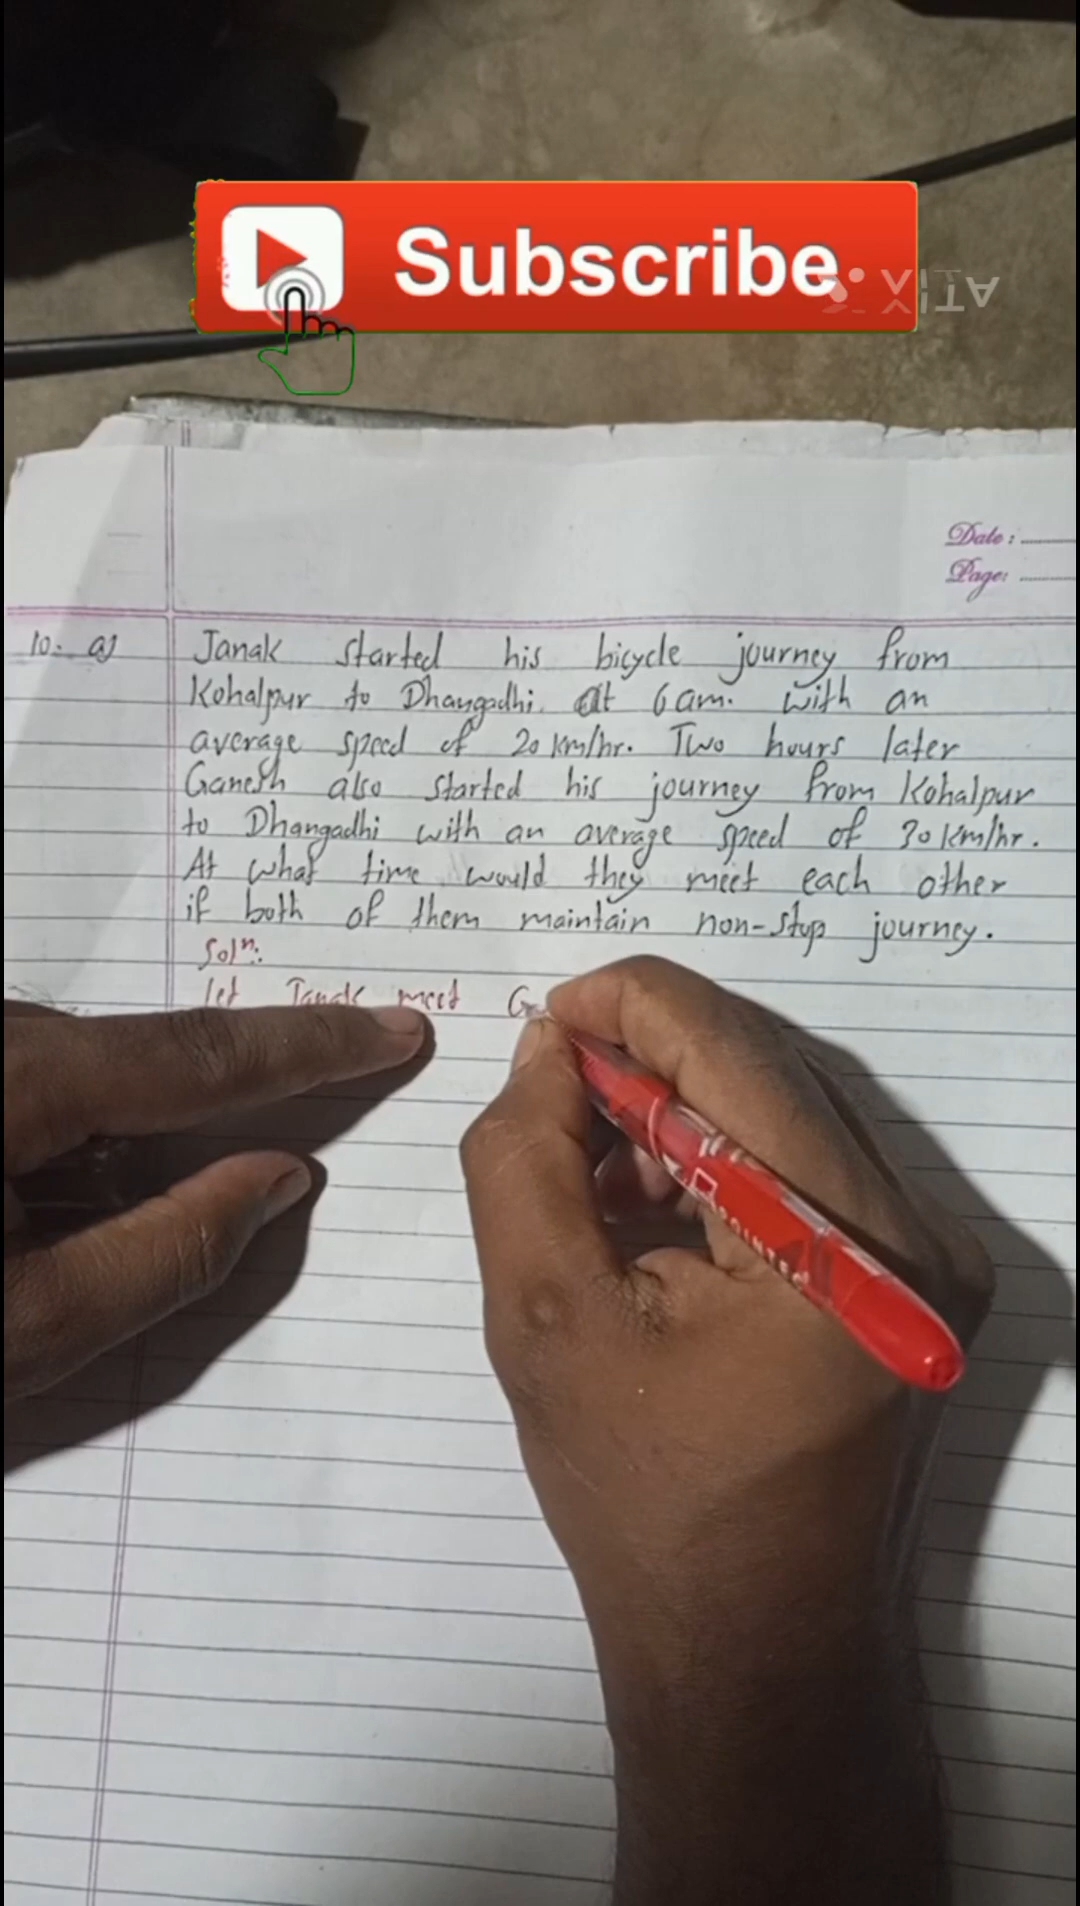 Subscribe
VITA
Date:
Page:
10. a) Janak started his bicycle journey from
Kohalpur to Dhangadhi. at 6 am. with an
average speed of 20 km/hr. Two hours later
Ganesh also started his journey from Kohalpur
to Dhangadhi with an average speed of 30 km/hr.
At what time would they meet each other
if both of them maintain non-stop journey.
Solⁿ:
let Janak meet G